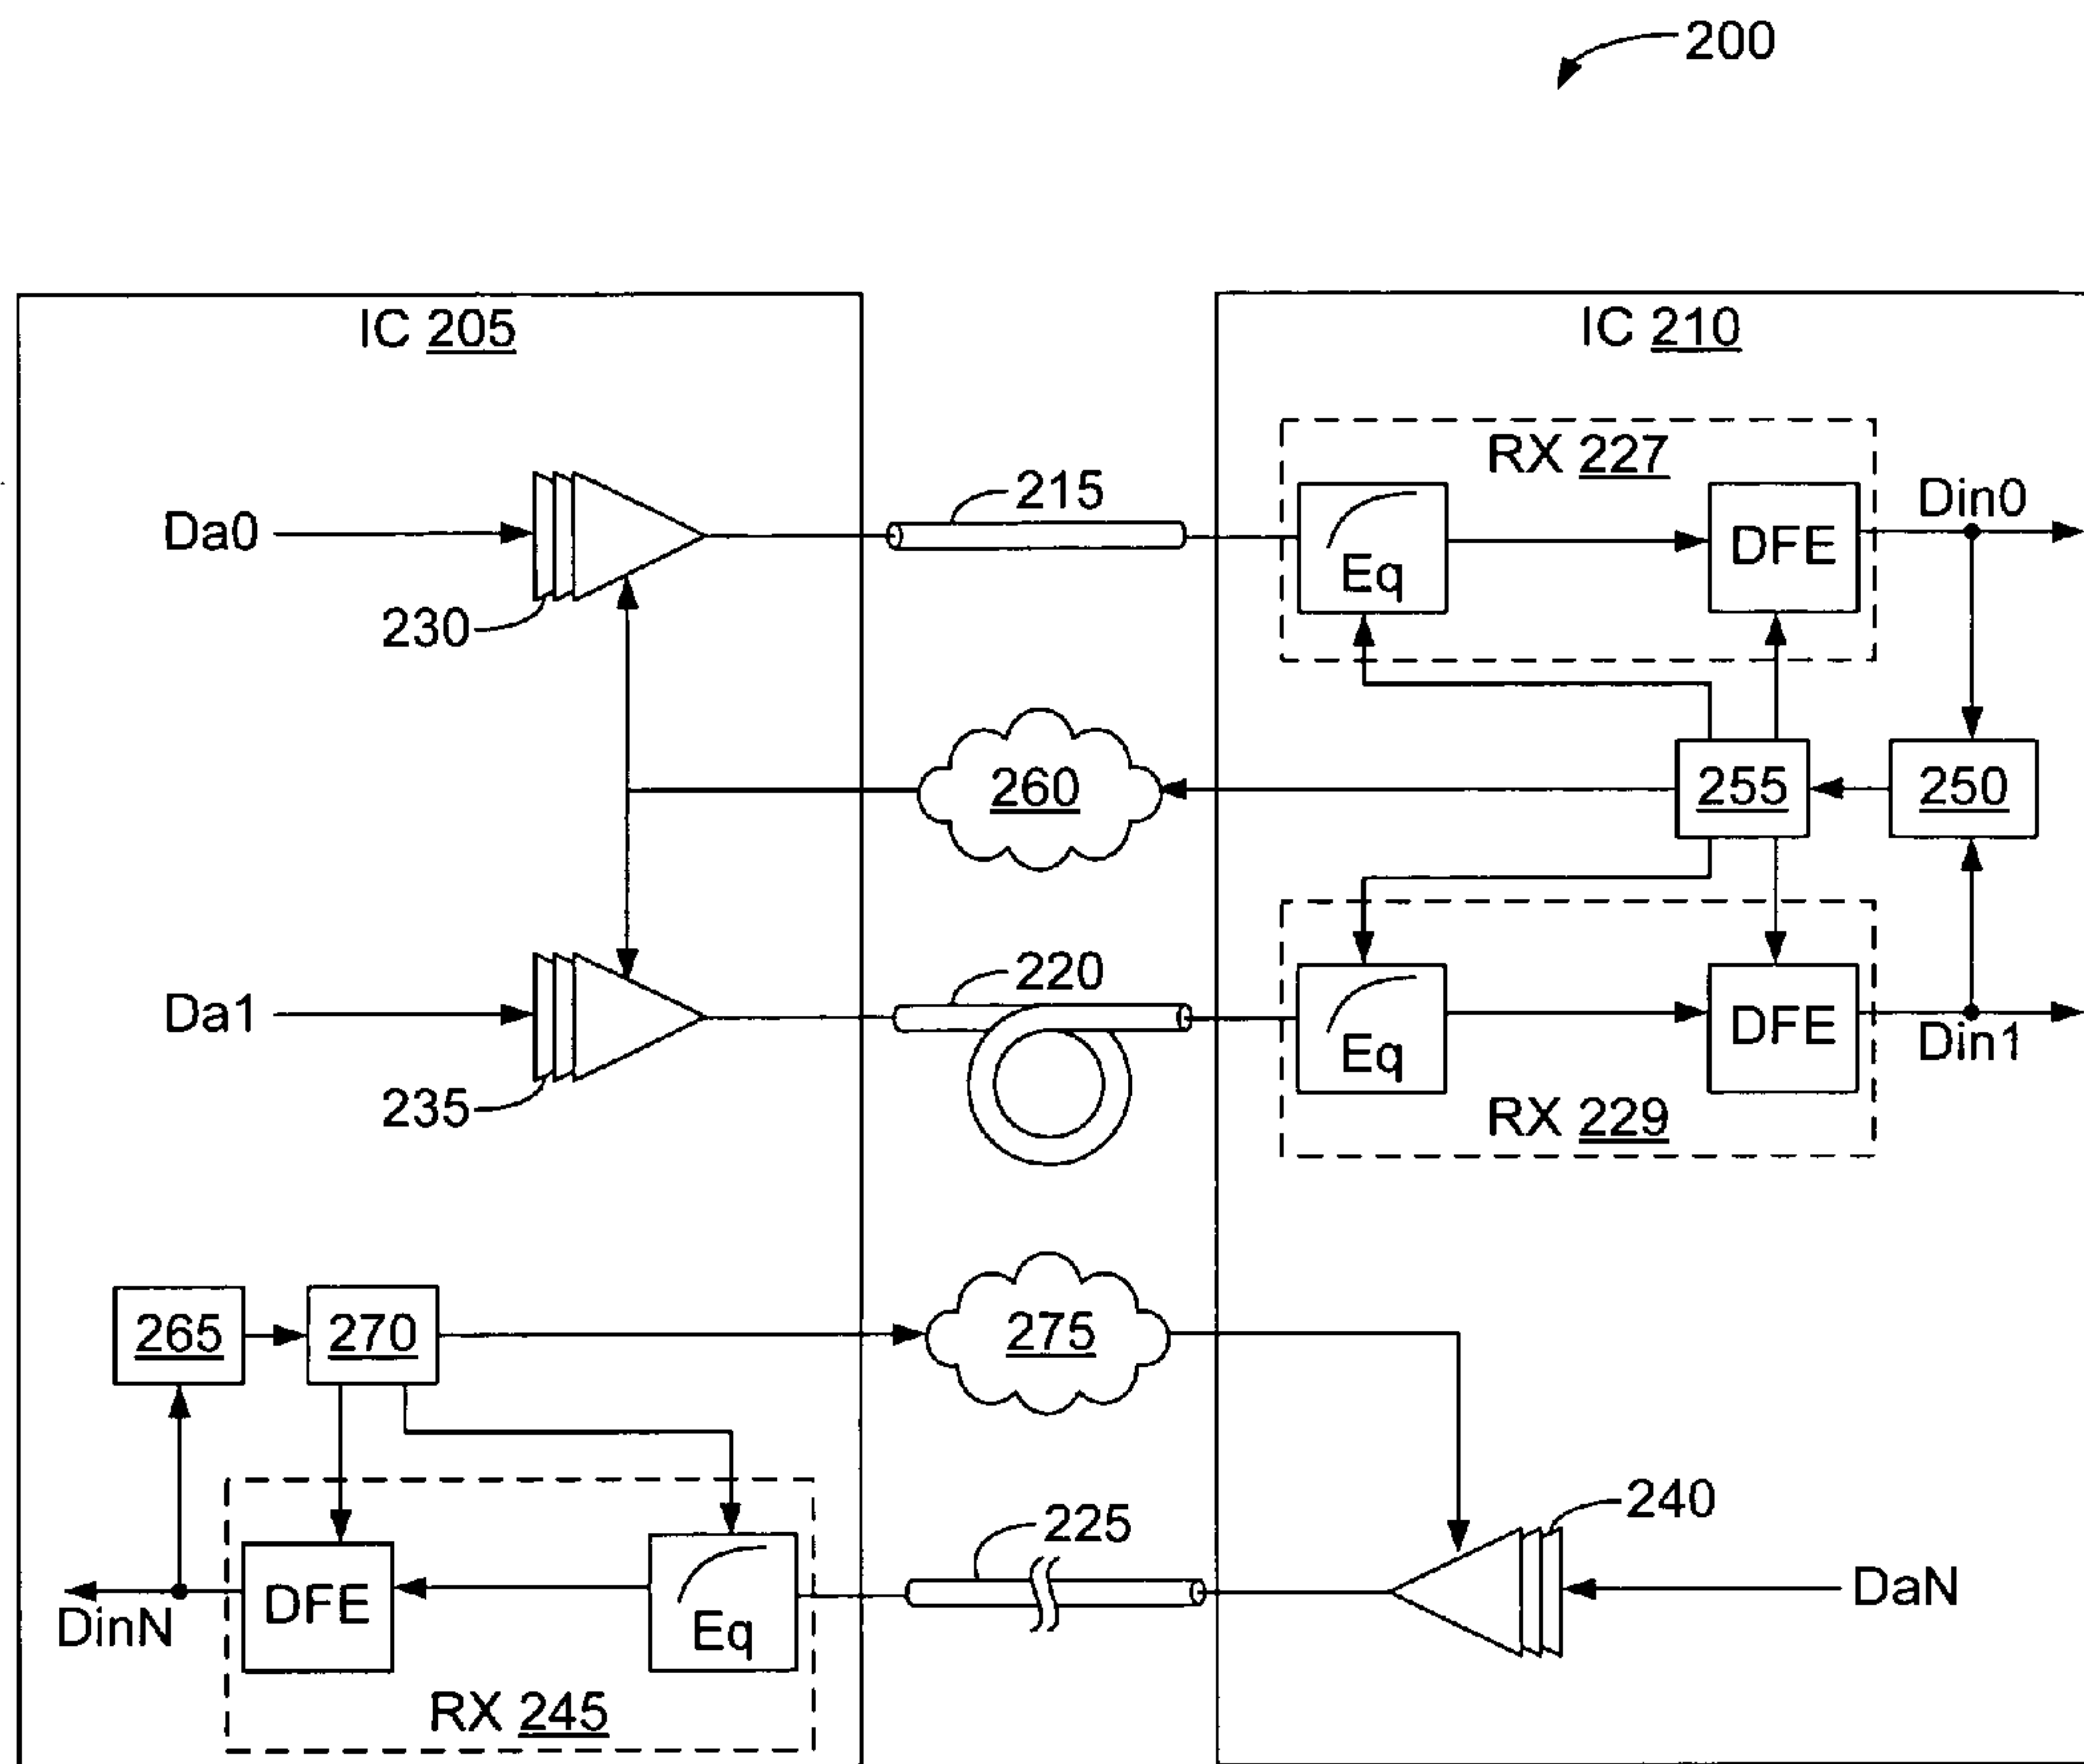 200
IC 205
IC 210
RX 227
215
Din0
Da0
Eq
DFE
230
260
255
250
220
Da1
Eq
DFE
Din1
235
RX 229
265
270
275
240
225
DaN
DinN
DFE
Eq
RX 245